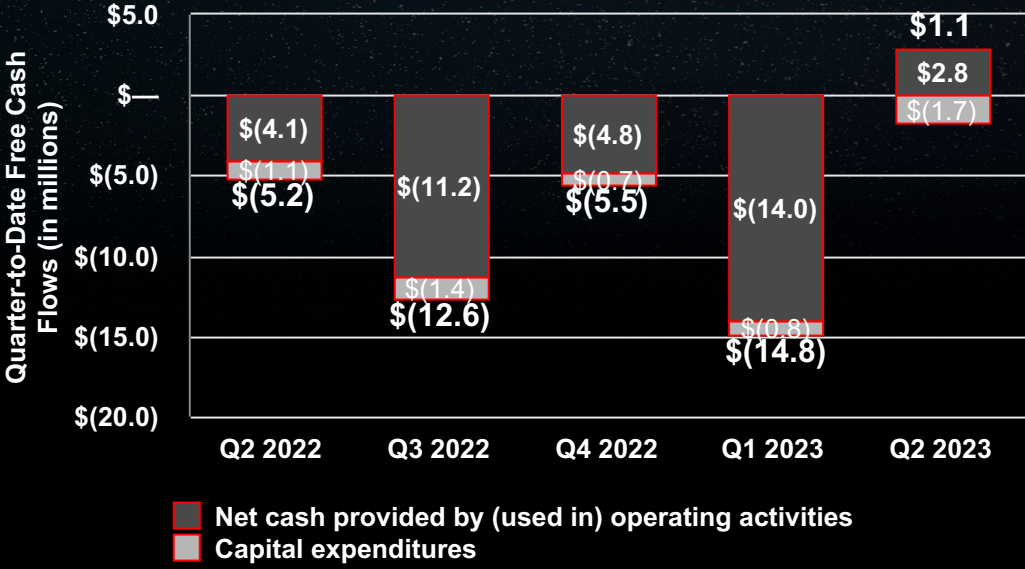 Quarter-to-Date Free Cash
Flows (in millions)
$5.0
$—
$(5.0)
$(10.0)
$(15.0)
$(20.0)
$(4.1)
$(1.1)
$(5.2)
$(11.2)
$(1.4)
$(12.6)
$(4.8)
$(0.7)
$(5.5)
$(14.0)
$(0.8)
$(14.8)
$1.1
$2.8
$(1.7)
Q2 2022
Q3 2022
Q4 2022
Q1 2023
Q2 2023
Net cash provided by (used in) operating activities
Capital expenditures